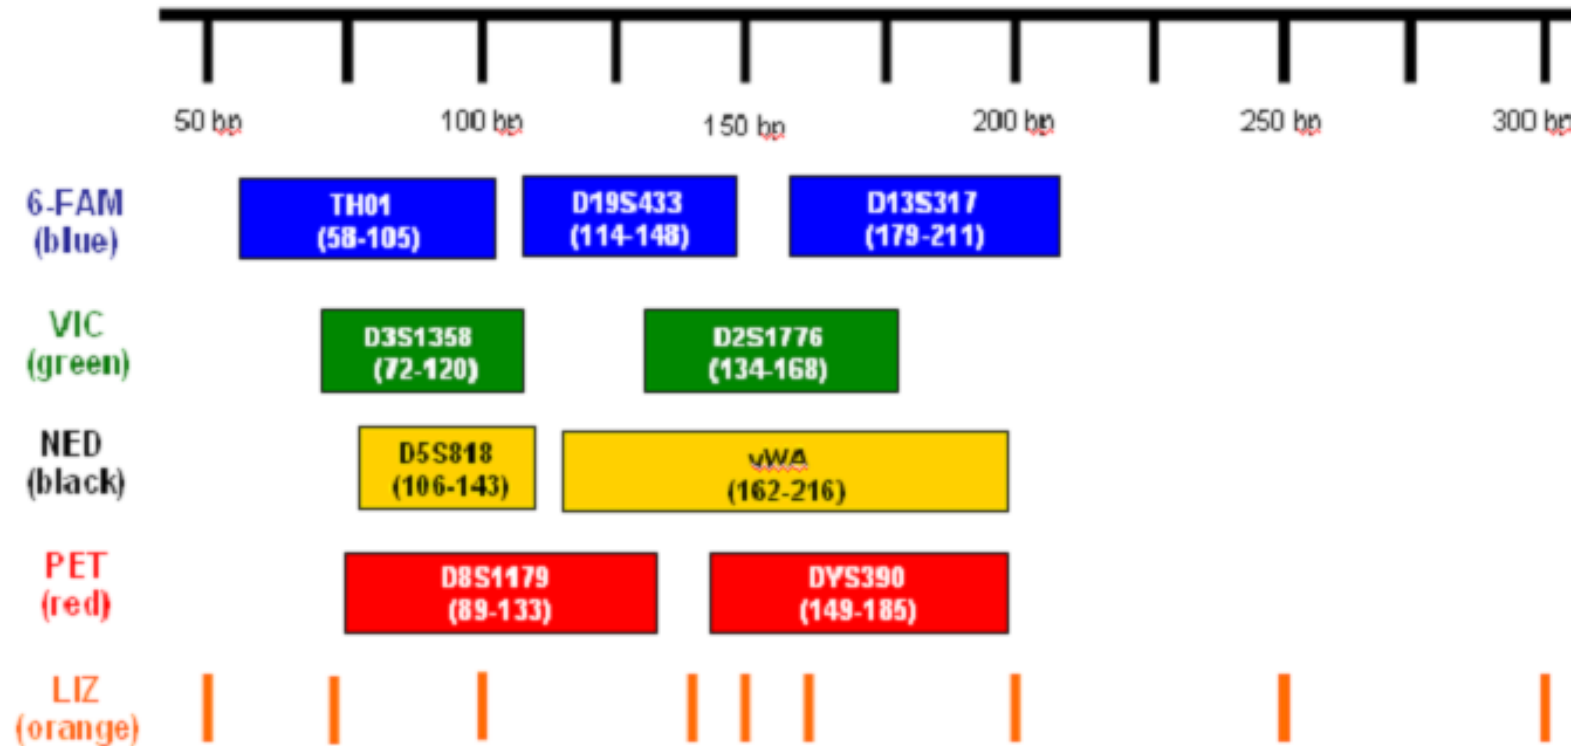 50 bp 100 bp 150 bp 200 bp 250 bp 300 bp
6-FAM
(blue)
TH01
(58-105)
D19S433
(114-148)
D13S317
(179-211)
VIC
(green)
D3S1358
(72-120)
D2S1776
(134-168)
NED
(black)
D5S818
(106-143)
vWA
(162-216)
PET
(red)
D8S1179
(89-133)
DYS390
(149-185)
LIZ
(orange)